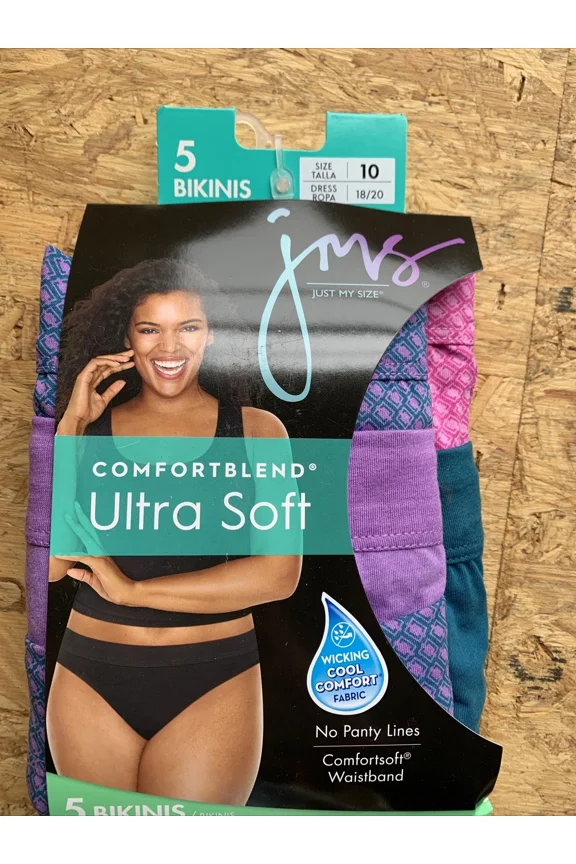 5
BIKINIS
SIZE
TALLA
10
DRESS
ROPA
18/20
jms®
JUST MY SIZE®
COMFORTBLEND®
Ultra Soft
WICKING
COOL
COMFORT®
FABRIC
No Panty Lines
Comfortsoft®
Waistband
5 BIKINIS / BIKINIS